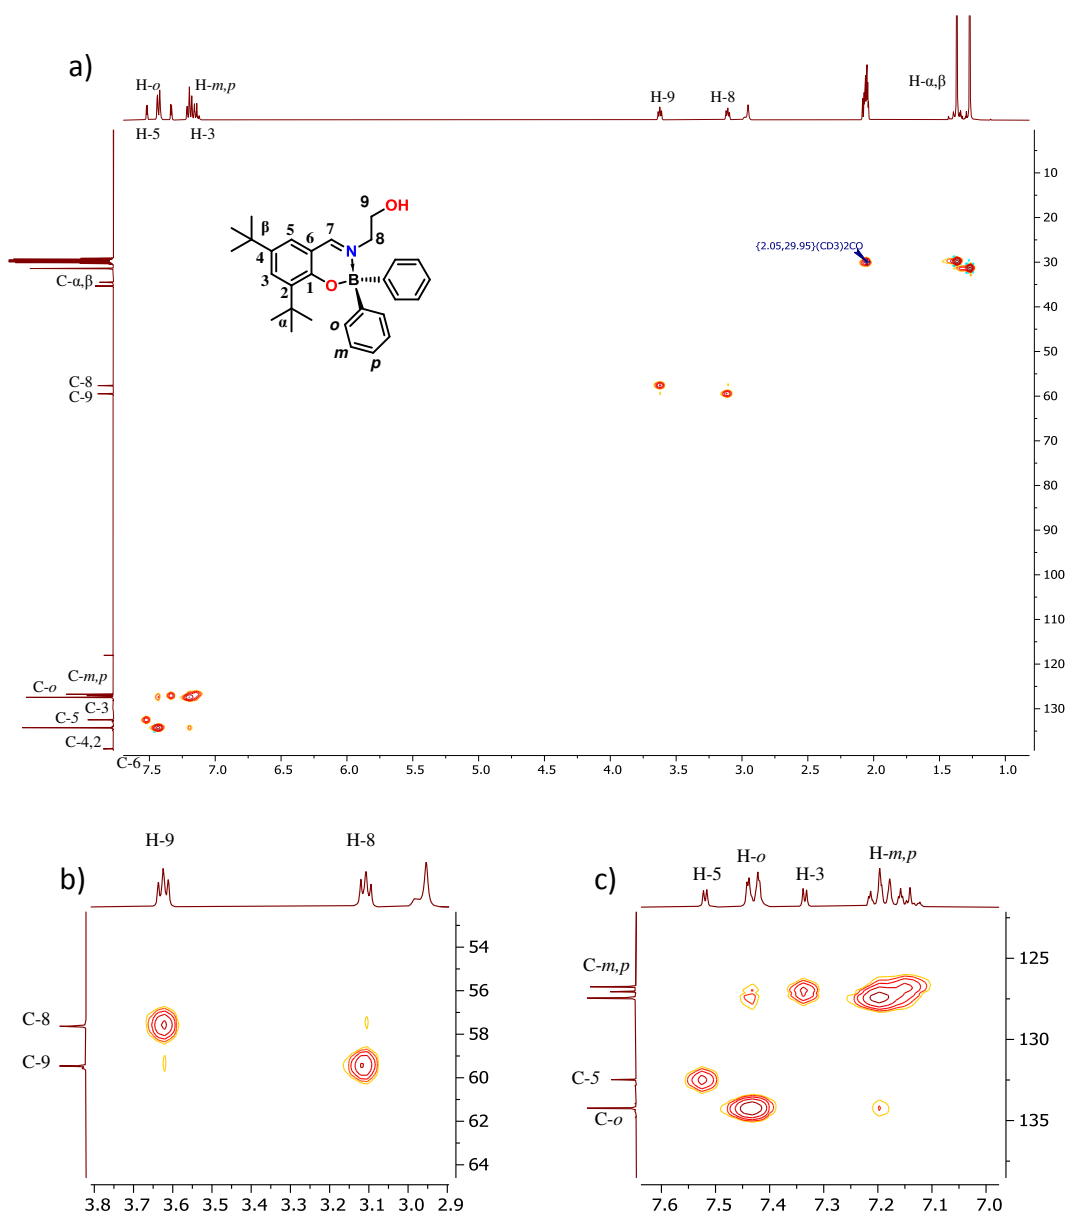 a)
H-o
H-m,p
H-5
H-3
H-9
H-8
H-α,β
9
OH
β
5
7
8
4
6
N
3
1
B
2
O
α
o
m
p
{2.05,29.95}(CD3)2CO
C-α,β
C-8
C-9
C-m,p
C-o
C-3
C-5
C-4,2
C-6
10
20
30
40
50
60
70
80
90
100
110
120
130
7.5 7.0 6.5 6.0 5.5 5.0 4.5 4.0 3.5 3.0 2.5 2.0 1.5 1.0
b)
H-9
H-8
C-8
C-9
54
56
58
60
62
64
3.8 3.7 3.6 3.5 3.4 3.3 3.2 3.1 3.0 2.9
c)
H-5
H-o
H-3
H-m,p
C-m,p
C-5
C-o
125
130
135
7.6 7.5 7.4 7.3 7.2 7.1 7.0